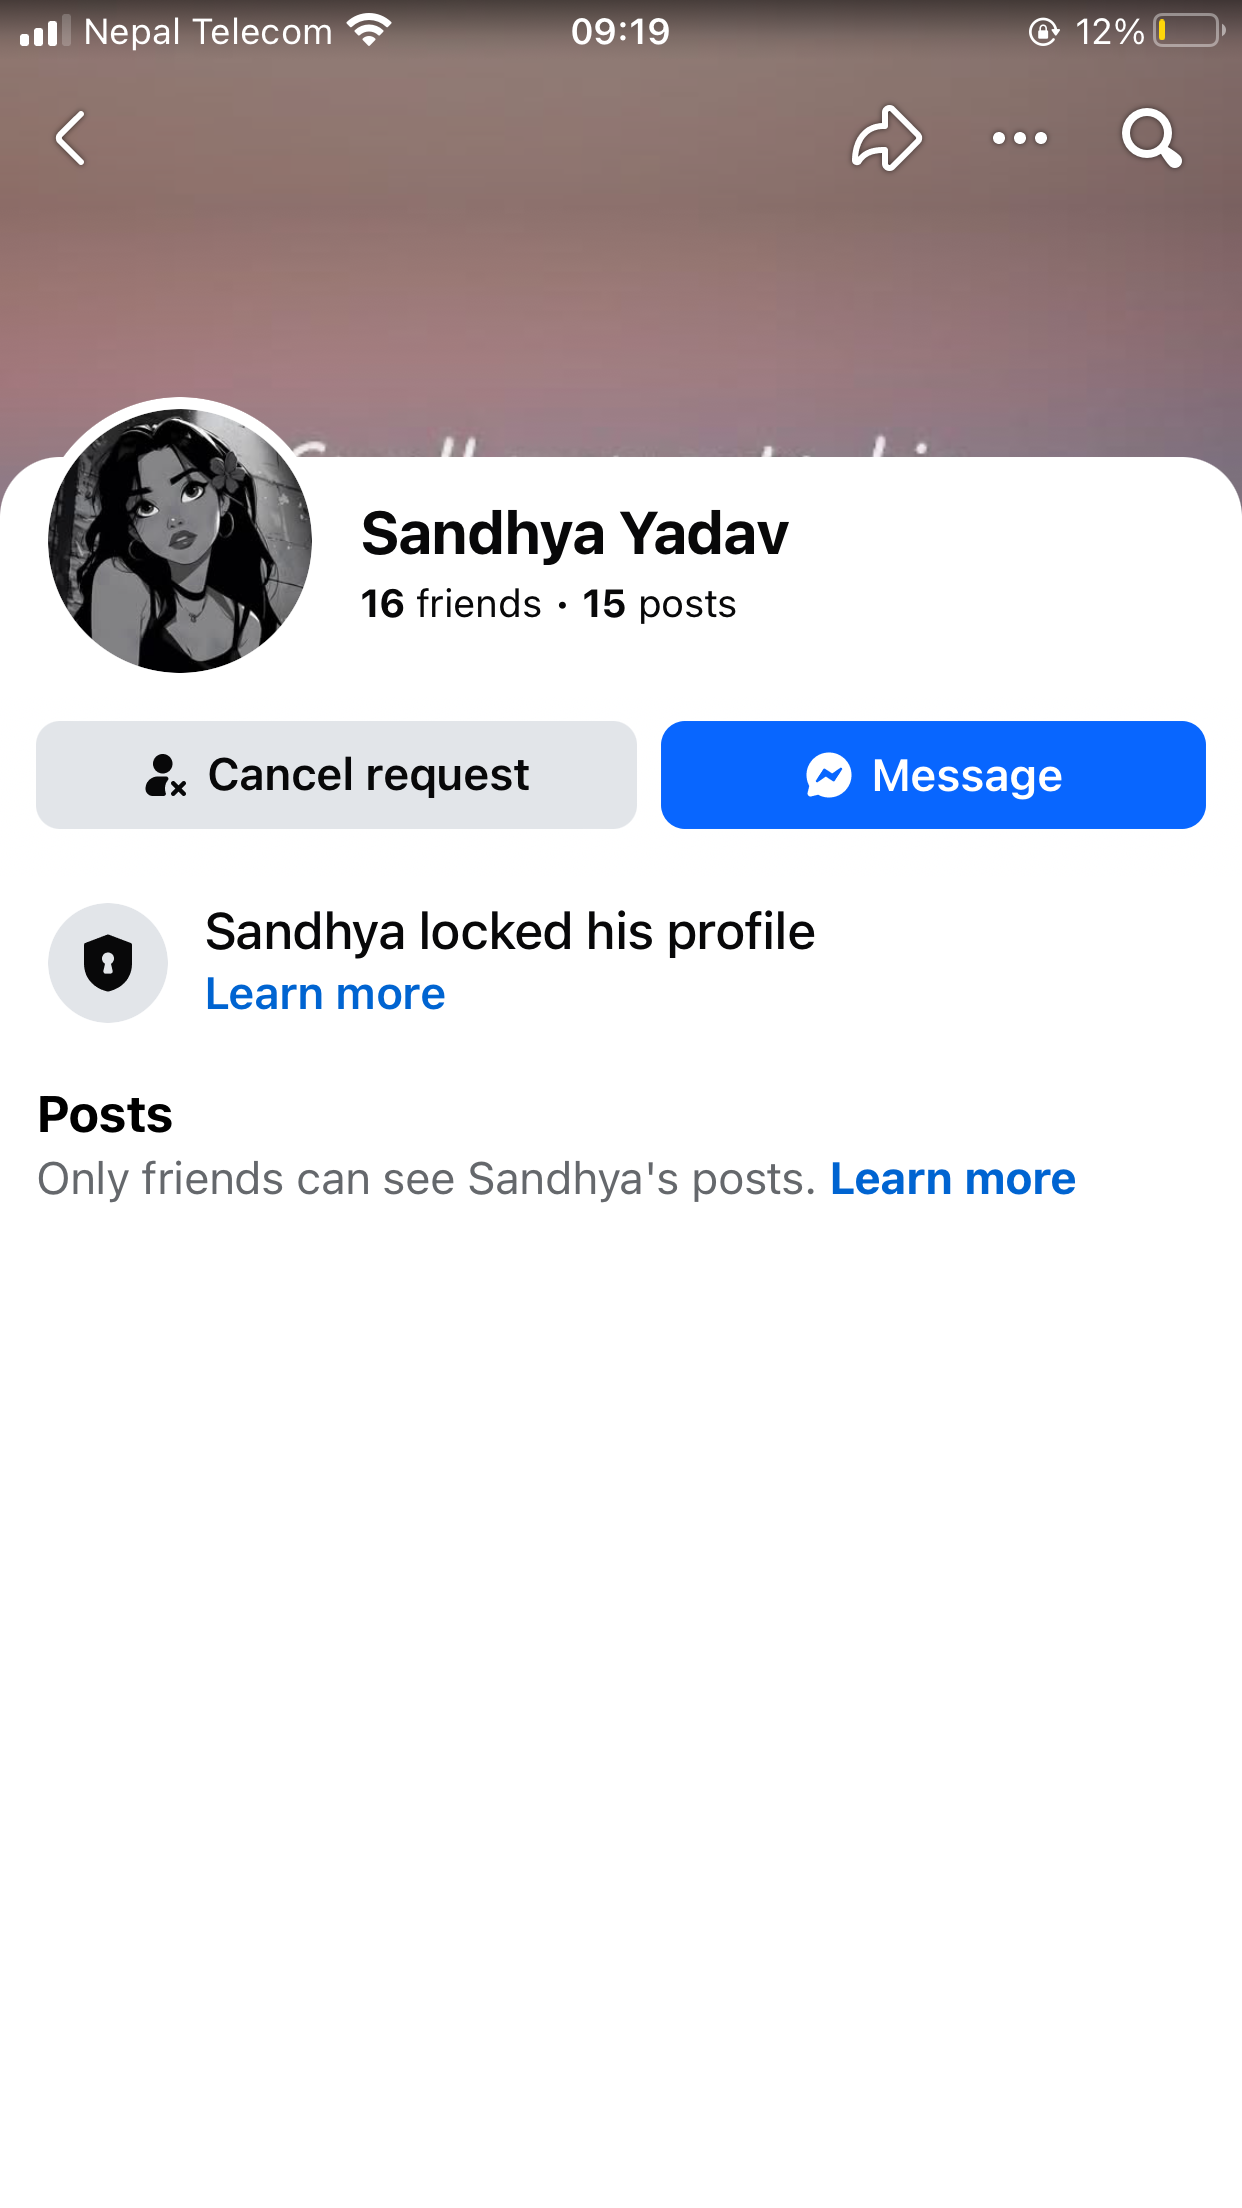 Nepal Telecom 09:19 12%
Sandhya Yadav
16 friends · 15 posts
Cancel request
Message
Sandhya locked his profile
Learn more
Posts
Only friends can see Sandhya's posts. Learn more